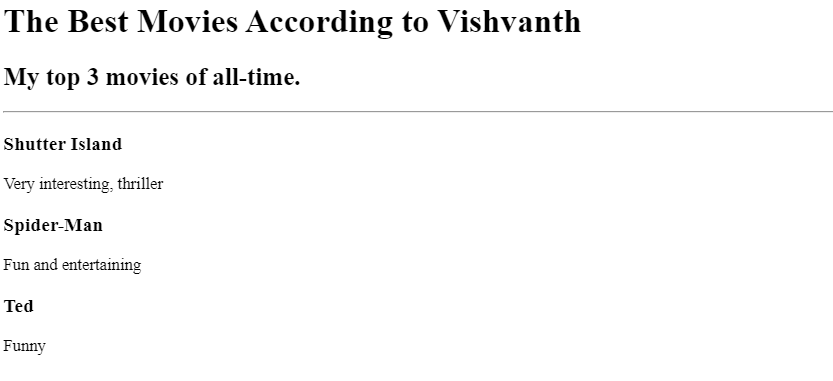 The Best Movies According to Vishvanth
My top 3 movies of all-time.
Shutter Island
Very interesting, thriller
Spider-Man
Fun and entertaining
Ted
Funny